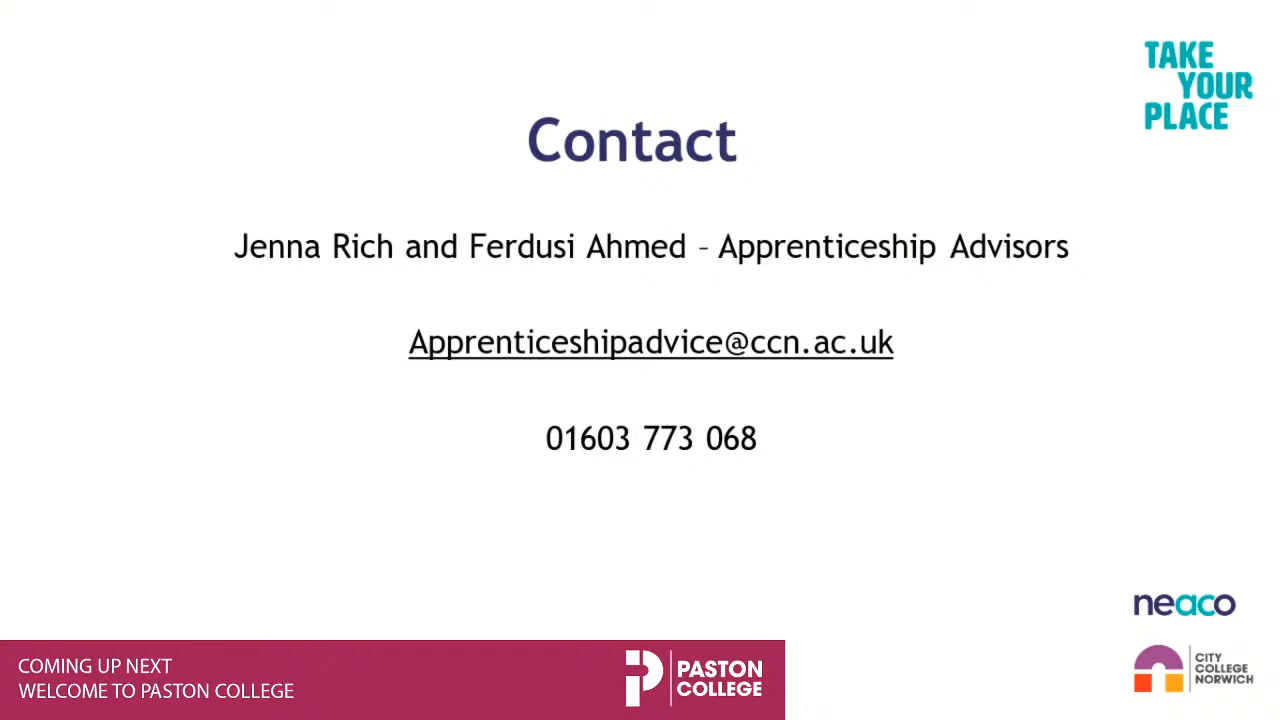 TAKE
YOUR
PLACE
Contact
Jenna Rich and Ferdusi Ahmed – Apprenticeship Advisors
Apprenticeshipadvice@ccn.ac.uk
01603 773 068
neaco
COMING UP NEXT
WELCOME TO PASTON COLLEGE
PASTON
COLLEGE
CITY
COLLEGE
NORWICH